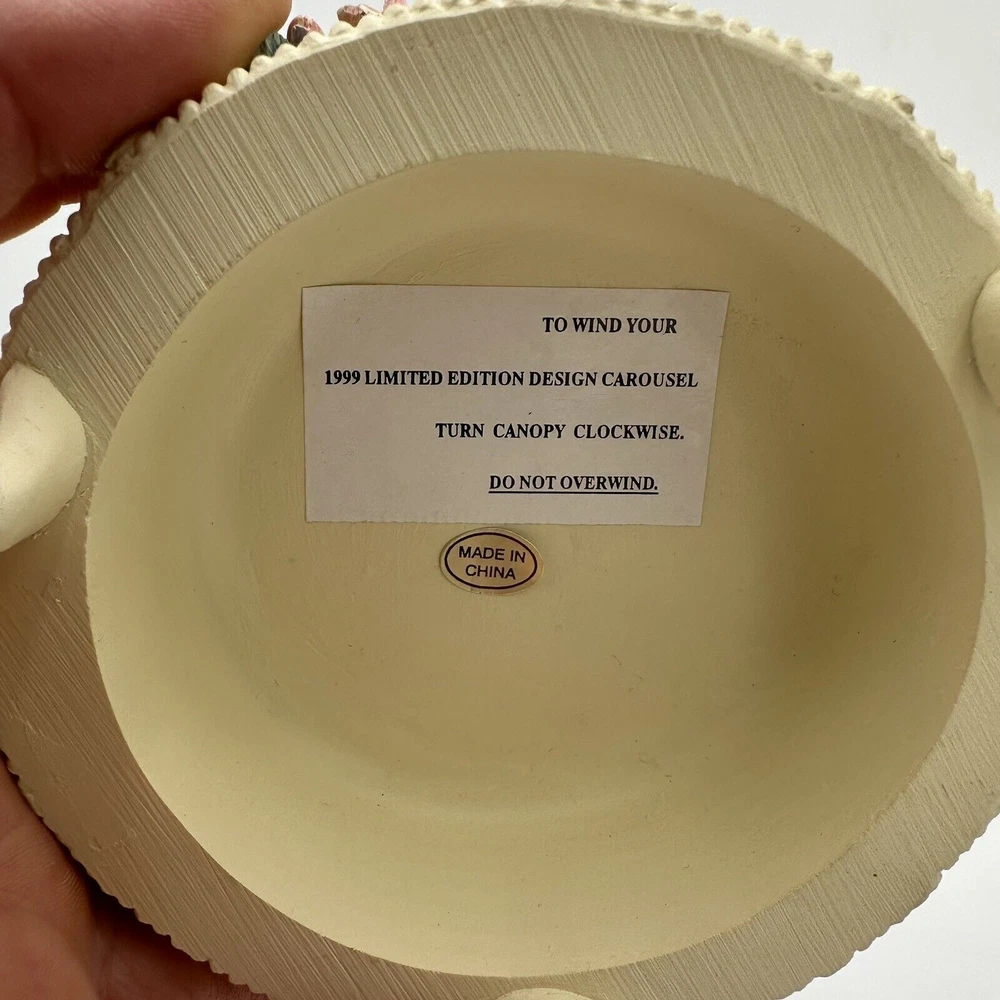 TO WIND YOUR
1999 LIMITED EDITION DESIGN CAROUSEL
TURN CANOPY CLOCKWISE.
DO NOT OVERWIND.
MADE IN
CHINA